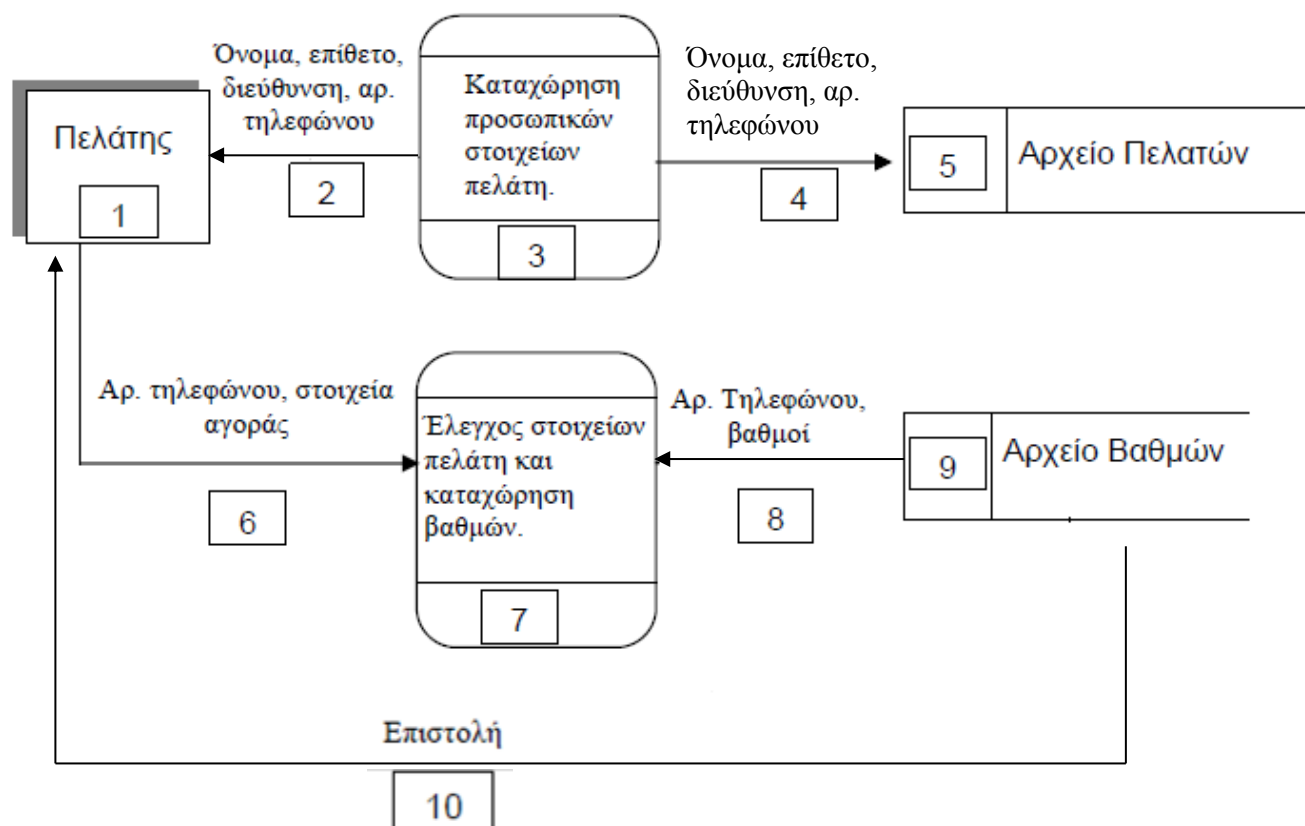 Πελάτης
1
Όνομα, επίθετο,
διεύθυνση, αρ.
τηλεφώνου
2
Καταχώρηση
προσωπικών
στοιχείων
πελάτη.
3
Όνομα, επίθετο,
διεύθυνση, αρ.
τηλεφώνου
4
5
Αρχείο Πελατών
Αρ. τηλεφώνου, στοιχεία
αγοράς
6
Έλεγχος στοιχείων
πελάτη και
καταχώρηση
βαθμών.
7
Αρ. Τηλεφώνου,
βαθμοί
8
9
Αρχείο Βαθμών
Επιστολή
10